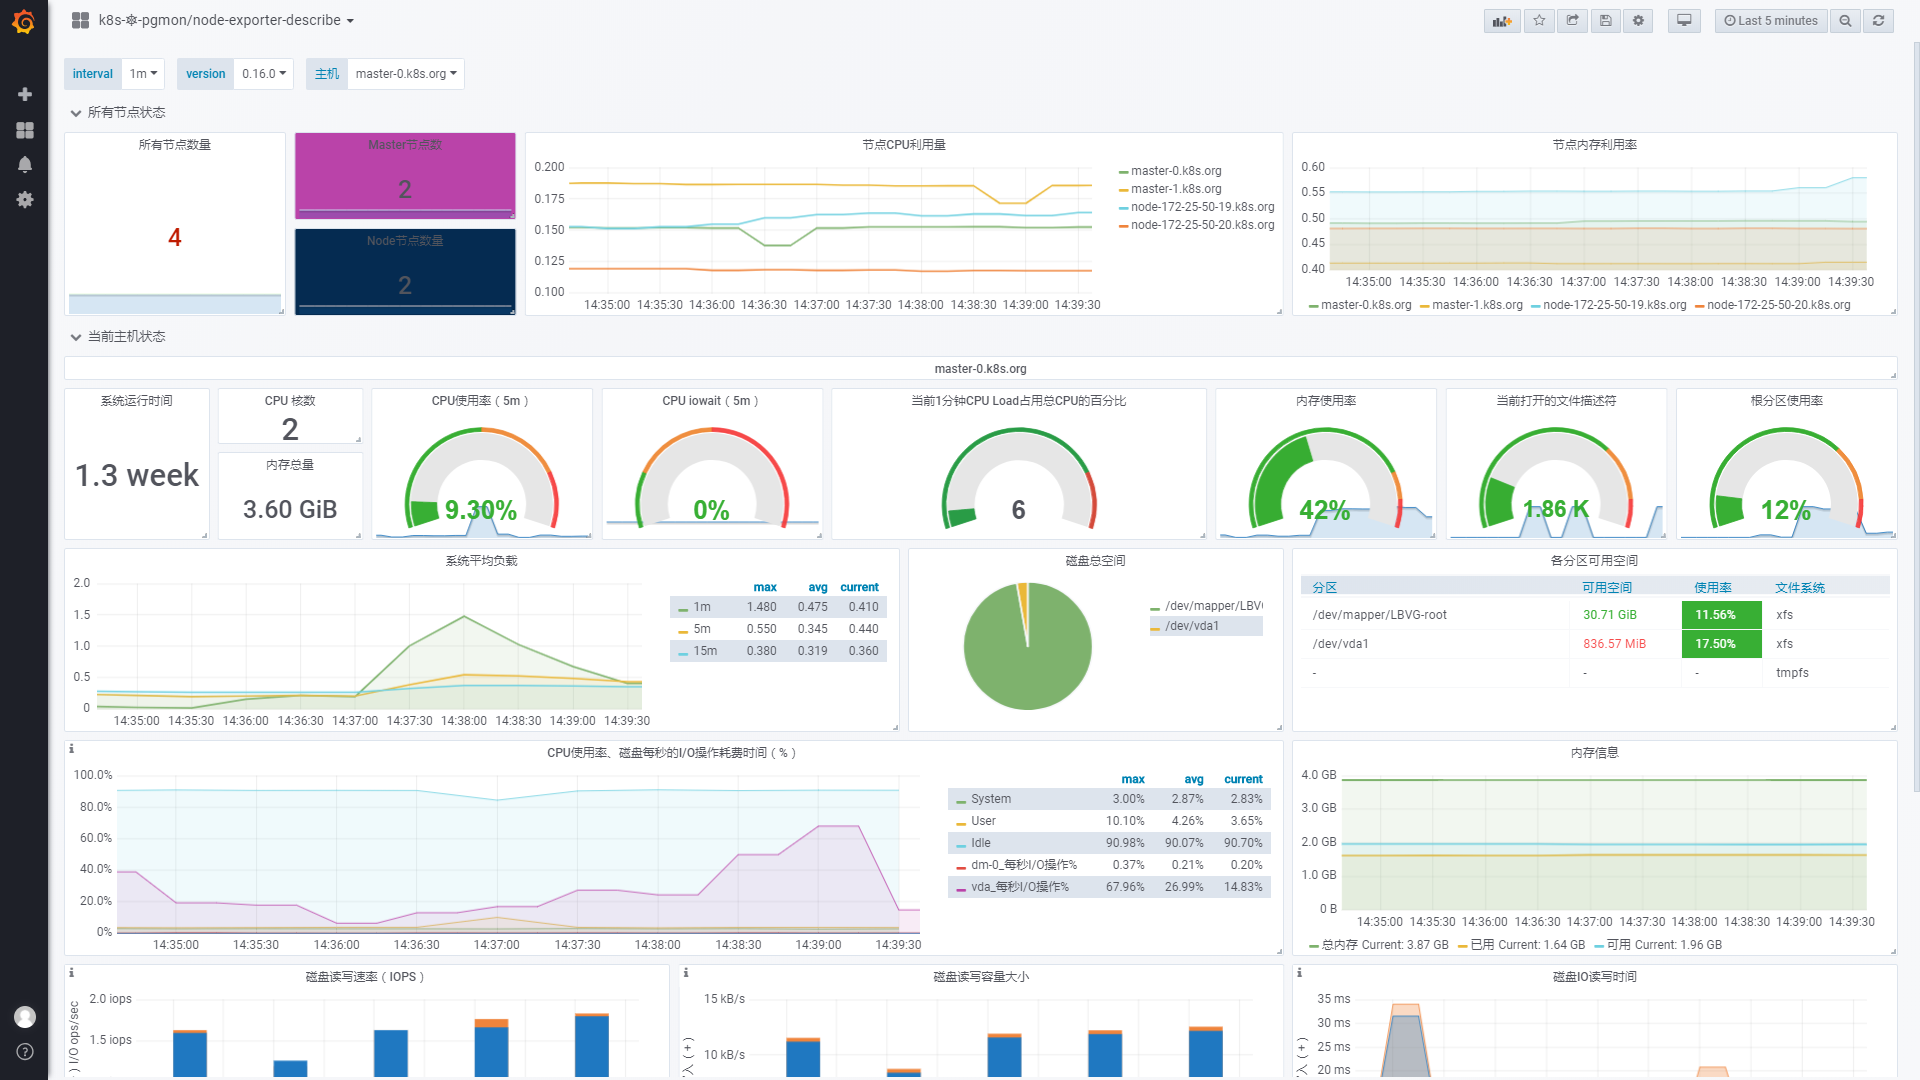 k8s-⎈-pgmon/node-exporter-describe
Last 5 minutes
interval 1m version 0.16.0 主机 master-0.k8s.org
所有节点状态
所有节点数量
4
Master节点数
2
Node节点数量
2
节点CPU利用量
0.200
0.175
0.150
0.125
0.100
14:35:00 14:35:30 14:36:00 14:36:30 14:37:00 14:37:30 14:38:00 14:38:30 14:39:00 14:39:30
master-0.k8s.org
master-1.k8s.org
node-172-25-50-19.k8s.org
node-172-25-50-20.k8s.org
节点内存利用率
0.60
0.55
0.50
0.45
0.40
14:35:00 14:35:30 14:36:00 14:36:30 14:37:00 14:37:30 14:38:00 14:38:30 14:39:00 14:39:30
master-0.k8s.org master-1.k8s.org node-172-25-50-19.k8s.org node-172-25-50-20.k8s.org
当前主机状态
master-0.k8s.org
系统运行时间
1.3 week
CPU 核数
2
内存总量
3.60 GiB
CPU使用率（5m）
9.30%
CPU iowait（5m）
0%
当前1分钟CPU Load占用总CPU的百分比
6
内存使用率
42%
当前打开的文件描述符
1.86 K
根分区使用率
12%
系统平均负载
2.0
1.5
1.0
0.5
0
14:35:00 14:35:30 14:36:00 14:36:30 14:37:00 14:37:30 14:38:00 14:38:30 14:39:00 14:39:30
max avg current
1m 1.480 0.475 0.410
5m 0.550 0.345 0.440
15m 0.380 0.319 0.360
磁盘总空间
/dev/mapper/LBV
/dev/vda1
各分区可用空间
分区 可用空间 使用率 文件系统
/dev/mapper/LBVG-root 30.71 GiB 11.56% xfs
/dev/vda1 836.57 MiB 17.50% xfs
- - - tmpfs
CPU使用率、磁盘每秒的I/O操作耗费时间（%）
100.0%
80.0%
60.0%
40.0%
20.0%
0%
14:35:00 14:35:30 14:36:00 14:36:30 14:37:00 14:37:30 14:38:00 14:38:30 14:39:00 14:39:30
max avg current
System 3.00% 2.87% 2.83%
User 10.10% 4.26% 3.65%
Idle 90.98% 90.07% 90.70%
dm-0_每秒I/O操作% 0.37% 0.21% 0.20%
vda_每秒I/O操作% 67.96% 26.99% 14.83%
内存信息
4.0 GB
3.0 GB
2.0 GB
1.0 GB
0 B
14:35:00 14:35:30 14:36:00 14:36:30 14:37:00 14:37:30 14:38:00 14:38:30 14:39:00 14:39:30
总内存 Current: 3.87 GB 已用 Current: 1.64 GB 可用 Current: 1.96 GB
磁盘读写速率（IOPS）
2.0 iops
1.5 iops
) I/O ops/sec
磁盘读写容量大小
15 kB/s
10 kB/s
入 (+)
磁盘IO读写时间
35 ms
30 ms
25 ms
20 ms
入 (+)